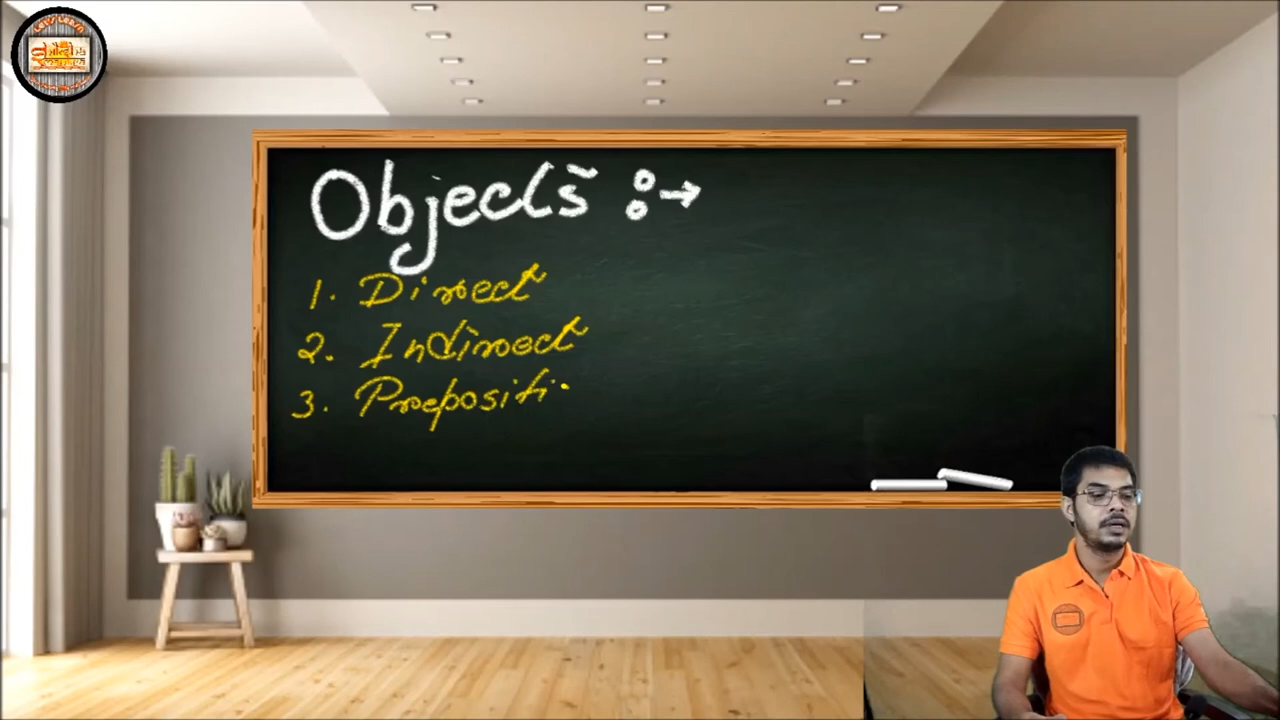 Objects :→
1. Direct
2. Indirect
3. Prepositi